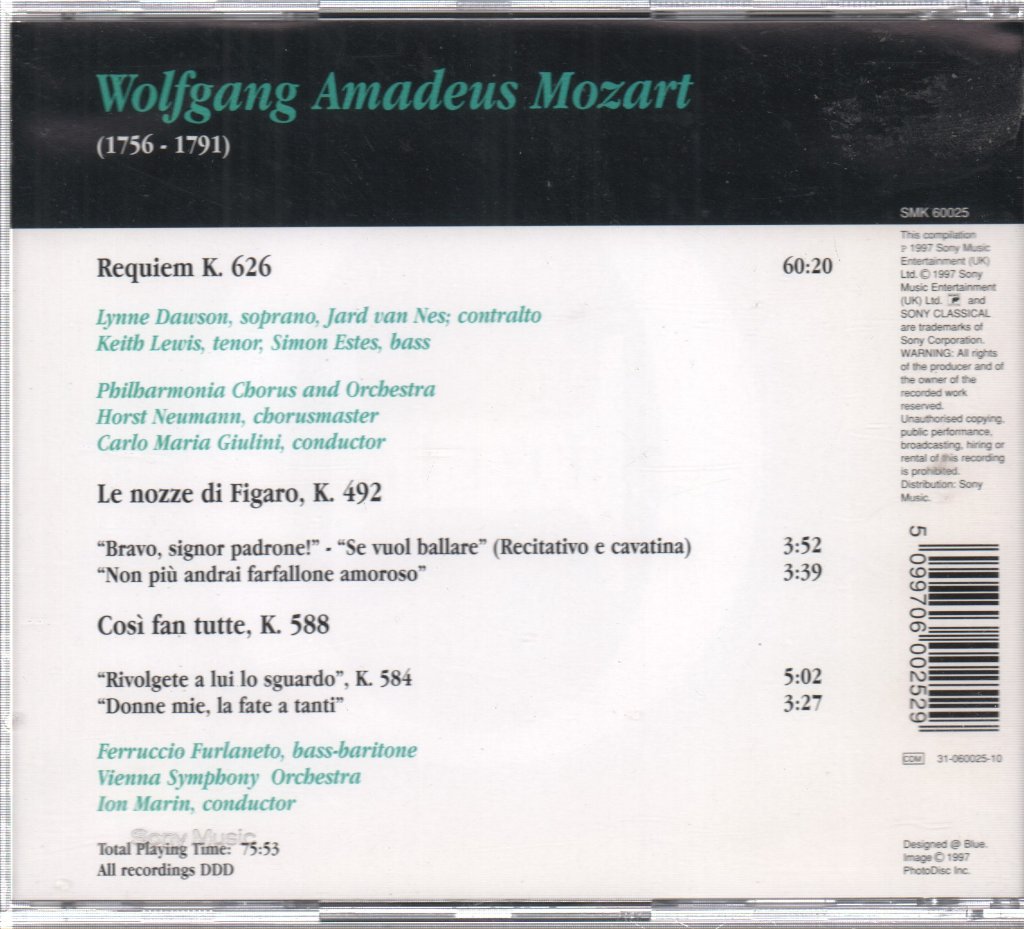 Wolfgang Amadeus Mozart
(1756 - 1791)
SMK 60025
This compilation
℗ 1997 Sony Music
Entertainment (UK)
Ltd. © 1997 Sony
Music Entertainment
(UK) Ltd. and
SONY CLASSICAL
are trademarks of
Sony Corporation.
WARNING: All rights
of the producer and of
the owner of the
recorded work
reserved.
Unauthorised copying,
public performance,
broadcasting, hiring or
rental of this recording
is prohibited.
Distribution: Sony
Music.
Requiem K. 626 60:20
Lynne Dawson, soprano, Jard van Nes; contralto
Keith Lewis, tenor, Simon Estes, bass
Philharmonia Chorus and Orchestra
Horst Neumann, chorusmaster
Carlo Maria Giulini, conductor
Le nozze di Figaro, K. 492
“Bravo, signor padrone!” - “Se vuol ballare” (Recitativo e cavatina) 3:52
“Non più andrai farfallone amoroso” 3:39
Così fan tutte, K. 588
“Rivolgete a lui lo sguardo”, K. 584 5:02
“Donne mie, la fate a tanti” 3:27
Ferruccio Furlaneto, bass-baritone
Vienna Symphony Orchestra
Ion Marin, conductor
Sony Music
Total Playing Time: 75:53
All recordings DDD
5 099706 002529
CDM 31-060025-10
Designed @ Blue.
Image © 1997
PhotoDisc Inc.